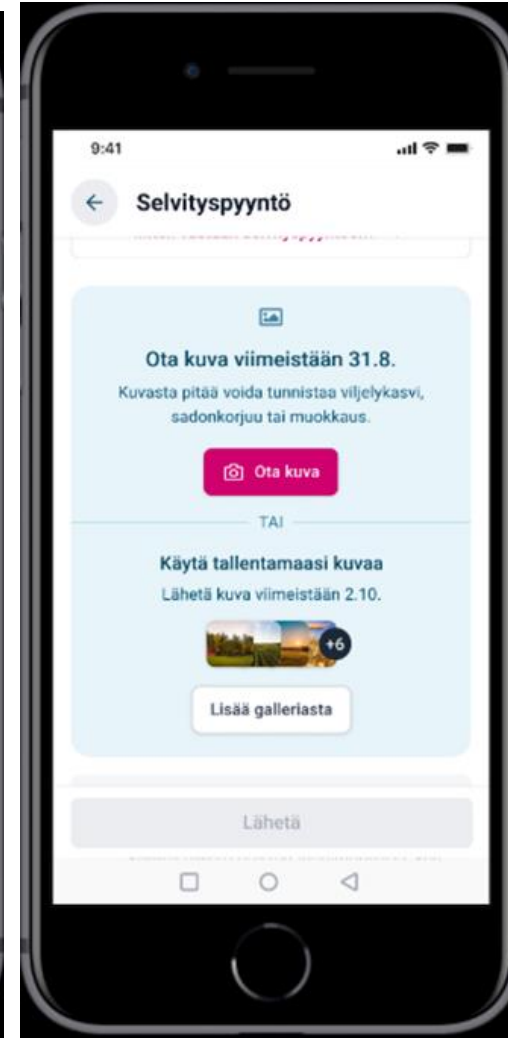 9:41
Selvityspyyntö
Ota kuva viimeistään 31.8.
Kuvasta pitää voida tunnistaa viljelykasvi,
sadonkorjuu tai muokkaus.
Ota kuva
TAI
Käytä tallentamaasi kuvaa
Lähetä kuva viimeistään 2.10.
+6
Lisää galleriasta
Lähetä